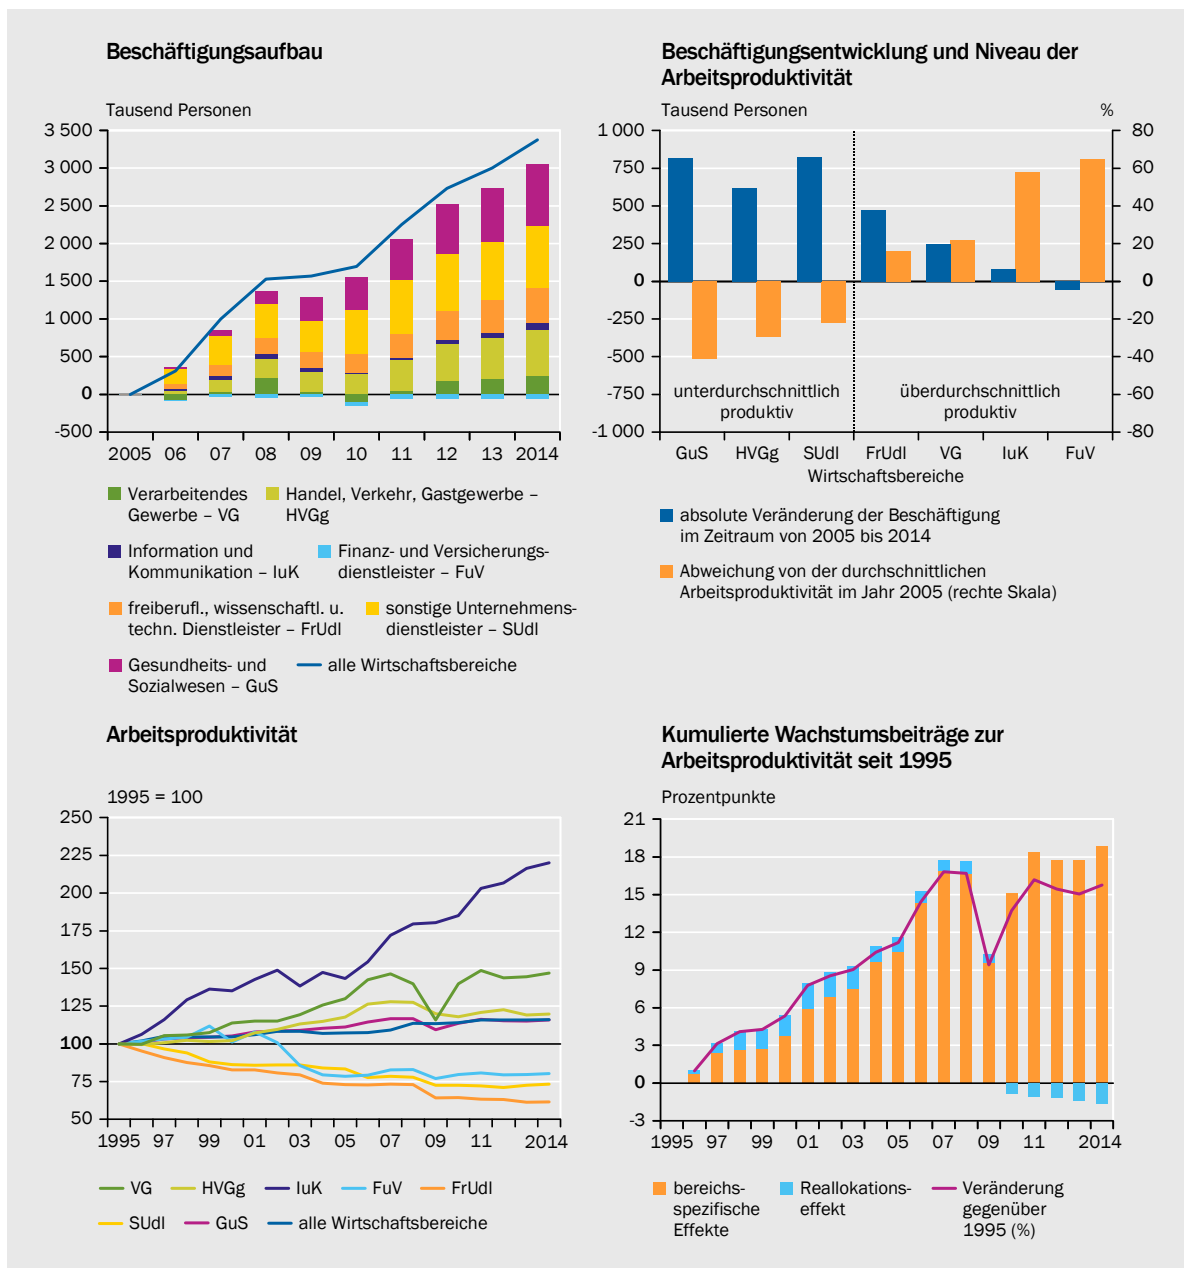 Beschäftigungsaufbau
Tausend Personen
3 500
3 000
2 500
2 000
1 500
1 000
500
0
-500
2005 06 07 08 09 10 11 12 13 2014
Verarbeitendes
Gewerbe – VG
Handel, Verkehr, Gastgewerbe –
HVGg
Information und
Kommunikation – IuK
Finanz- und Versicherungs-
dienstleister – FuV
freiberufl., wissenschaftl. u.
techn. Dienstleister – FrUdl
sonstige Unternehmens-
dienstleister – SUdl
Gesundheits- und
Sozialwesen – GuS
alle Wirtschaftsbereiche
Beschäftigungsentwicklung und Niveau der
Arbeitsproduktivität
Tausend Personen %
1 000 80
750 60
500 40
250 20
0 0
-250 -20
-500 -40
-750 -60
-1 000 -80
unterdurchschnittlich
produktiv
überdurchschnittlich
produktiv
GuS HVGg SUdl FrUdl VG IuK FuV
Wirtschaftsbereiche
absolute Veränderung der Beschäftigung
im Zeitraum von 2005 bis 2014
Abweichung von der durchschnittlichen
Arbeitsproduktivität im Jahr 2005 (rechte Skala)
Arbeitsproduktivität
1995 = 100
250
225
200
175
150
125
100
75
50
1995 97 99 01 03 05 07 09 11 2014
VG HVGg IuK FuV FrUdl
SUdl GuS alle Wirtschaftsbereiche
Kumulierte Wachstumsbeiträge zur
Arbeitsproduktivität seit 1995
Prozentpunkte
21
18
15
12
9
6
3
0
-3
1995 97 99 01 03 05 07 09 11 2014
bereichs-
spezifische
Effekte
Reallokations-
effekt
Veränderung
gegenüber
1995 (%)